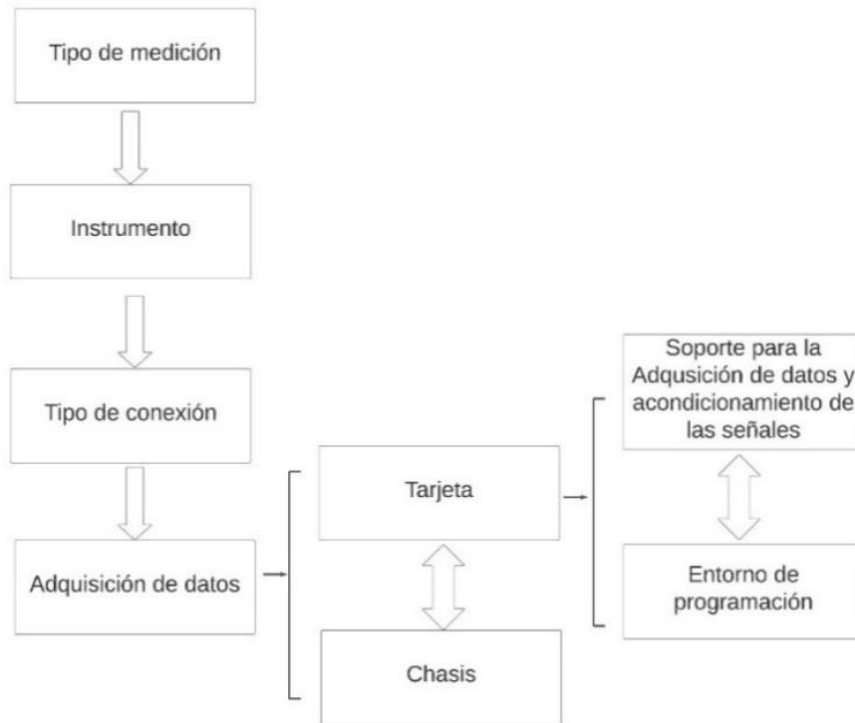 Tipo de medición
Instrumento
Tipo de conexión
Adquisición de datos
Tarjeta
Chasis
Soporte para la
Adqusición de datos y
acondicionamiento de
las señales
Entorno de
programación